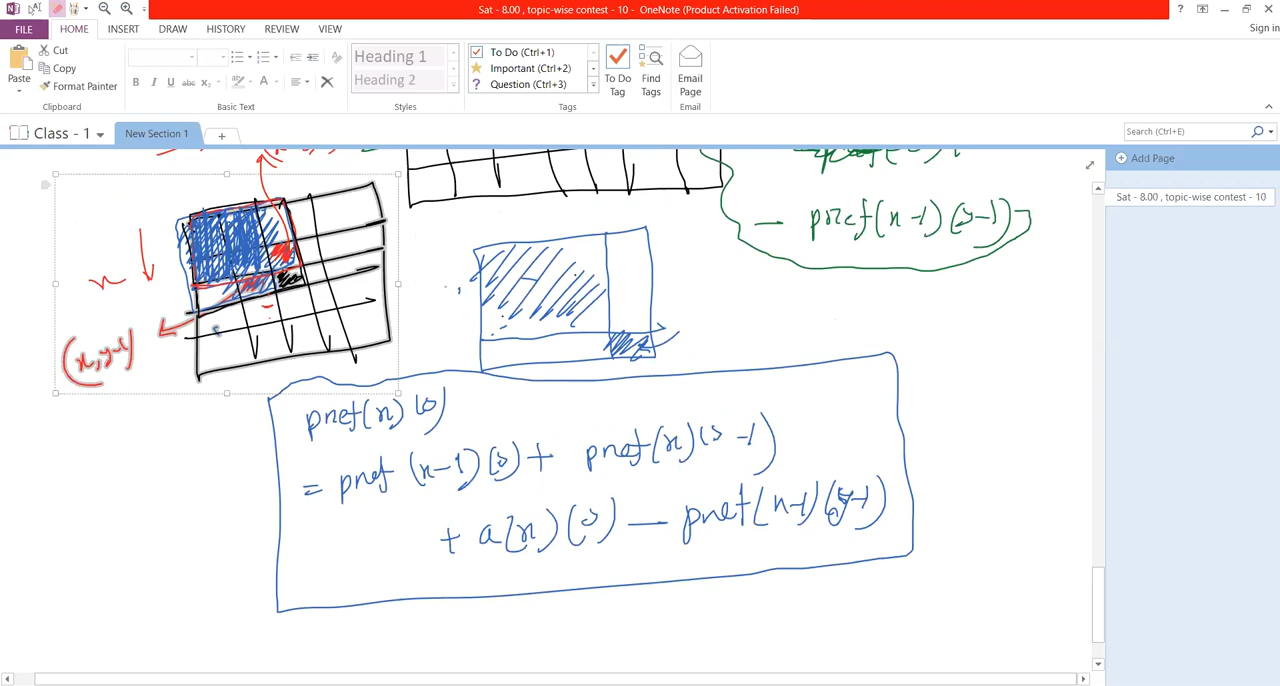 Sat - 8.00 , topic-wise contest - 10 - OneNote (Product Activation Failed)
FILE HOME INSERT DRAW HISTORY REVIEW VIEW
Sign in
Paste
Cut
Copy
Format Painter
Clipboard
B I U abc
Basic Text
Heading 1
Heading 2
Styles
To Do (Ctrl+1)
Important (Ctrl+2)
Question (Ctrl+3)
Tags
To Do Tag
Find Tags
Email Page
Email
Class - 1
New Section 1
Search (Ctrl+E)
Add Page
Sat - 8.00 , topic-wise contest - 10
- pref(x-1)(y-1)
x
(x, y-1)
pref(x)(y)
= pref (x-1)(y) + pref(x)(y-1)
+ a(x)(y) - pref(x-1)(y-1)